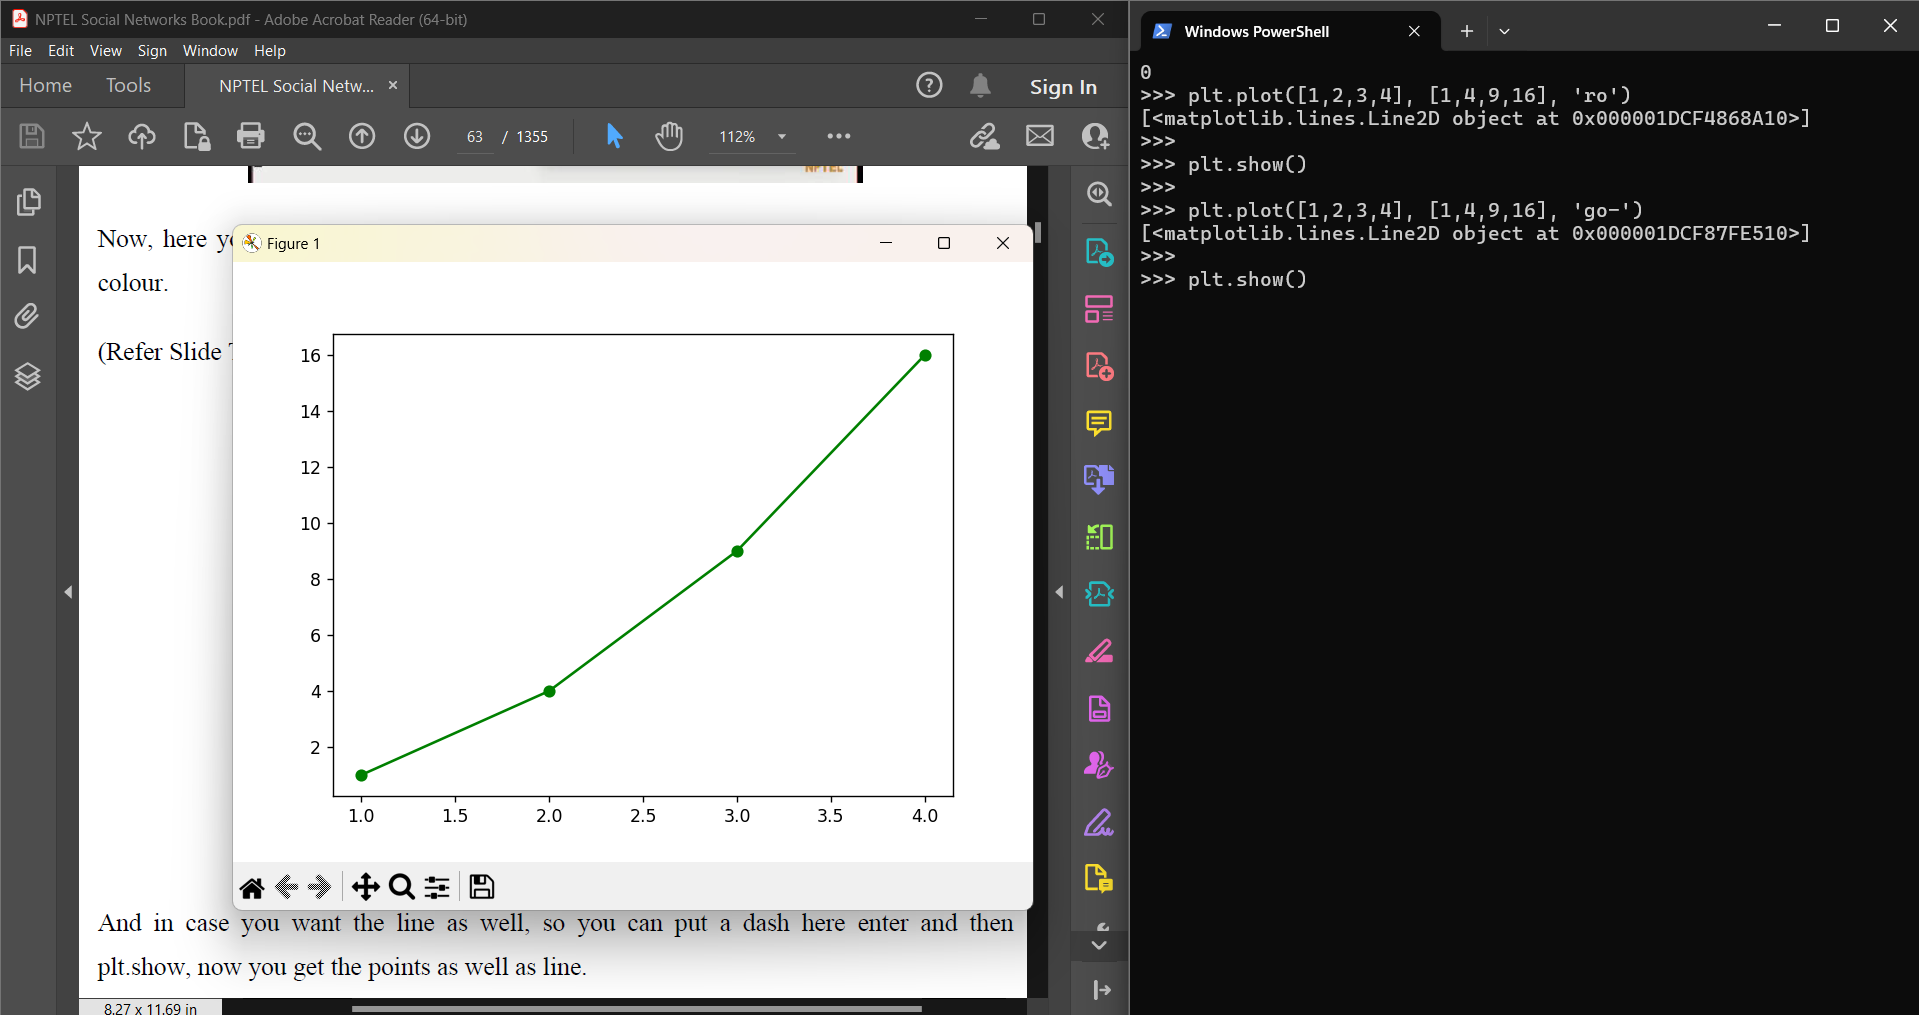 NPTEL Social Networks Book.pdf - Adobe Acrobat Reader (64-bit)
File Edit View Sign Window Help
Home Tools NPTEL Social Netw... Sign In
63 / 1355 112%
NPTEL
Now, here
colour.
(Refer Slide
Figure 1
16
14
12
10
8
6
4
2
1.0 1.5 2.0 2.5 3.0 3.5 4.0
And in case you want the line as well, so you can put a dash here enter and then
plt.show, now you get the points as well as line.
8.27 x 11.69 in
Windows PowerShell
0
>>> plt.plot([1,2,3,4], [1,4,9,16], 'ro')
[<matplotlib.lines.Line2D object at 0x000001DCF4868A10>]
>>>
>>> plt.show()
>>>
>>> plt.plot([1,2,3,4], [1,4,9,16], 'go-')
[<matplotlib.lines.Line2D object at 0x000001DCF87FE510>]
>>>
>>> plt.show()